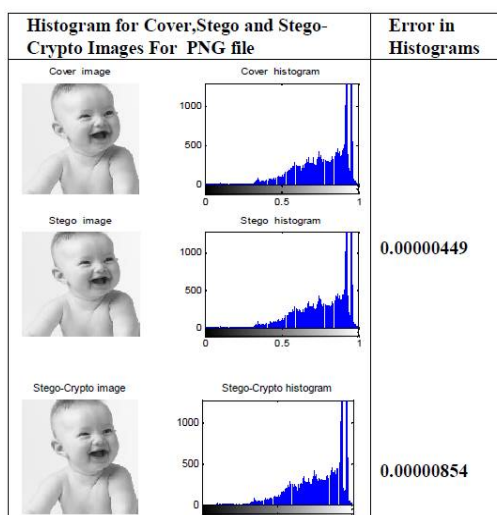 Histogram for Cover,Stego and Stego-
Crypto Images For PNG file
Error in
Histograms
Cover image
Cover histogram
1000
500
0
0 0.5 1
Stego image
Stego histogram
1000
500
0
0 0.5 1
0.00000449
Stego-Crypto image
Stego-Crypto histogram
1000
500
0
0.00000854